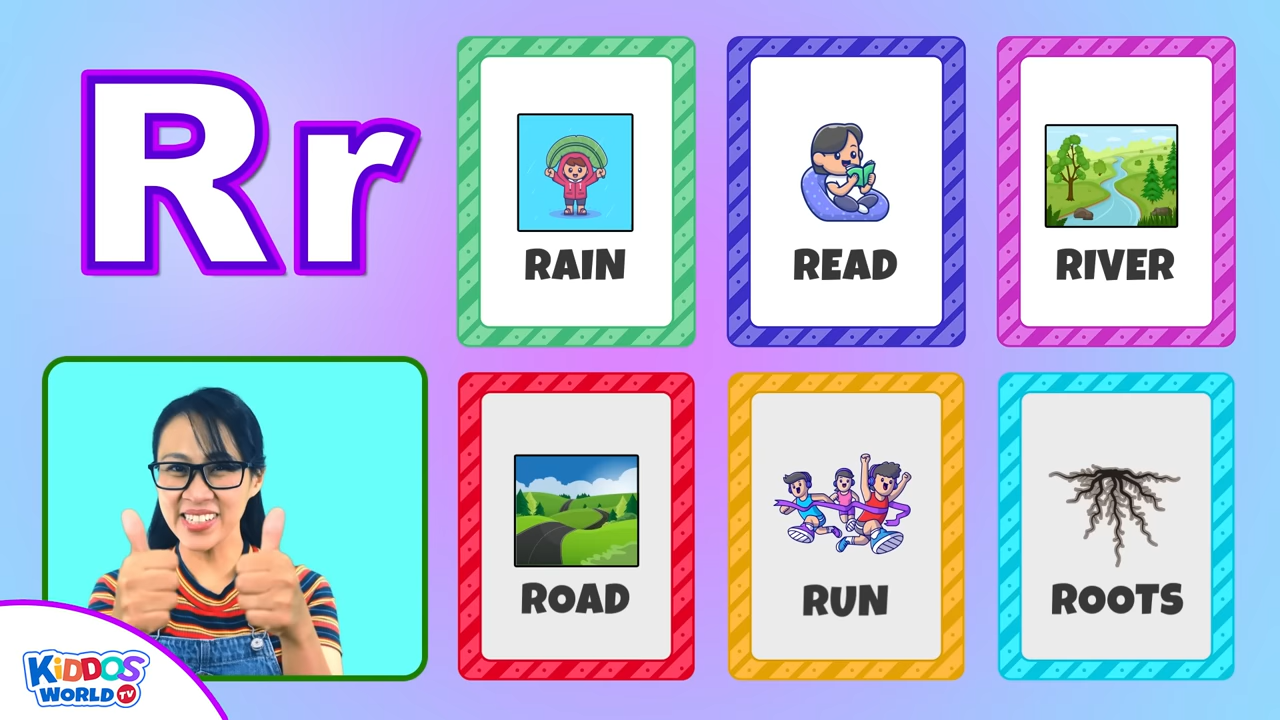 Rr
RAIN
READ
RIVER
ROAD
RUN
ROOTS
KiDDOS
WORLD TV